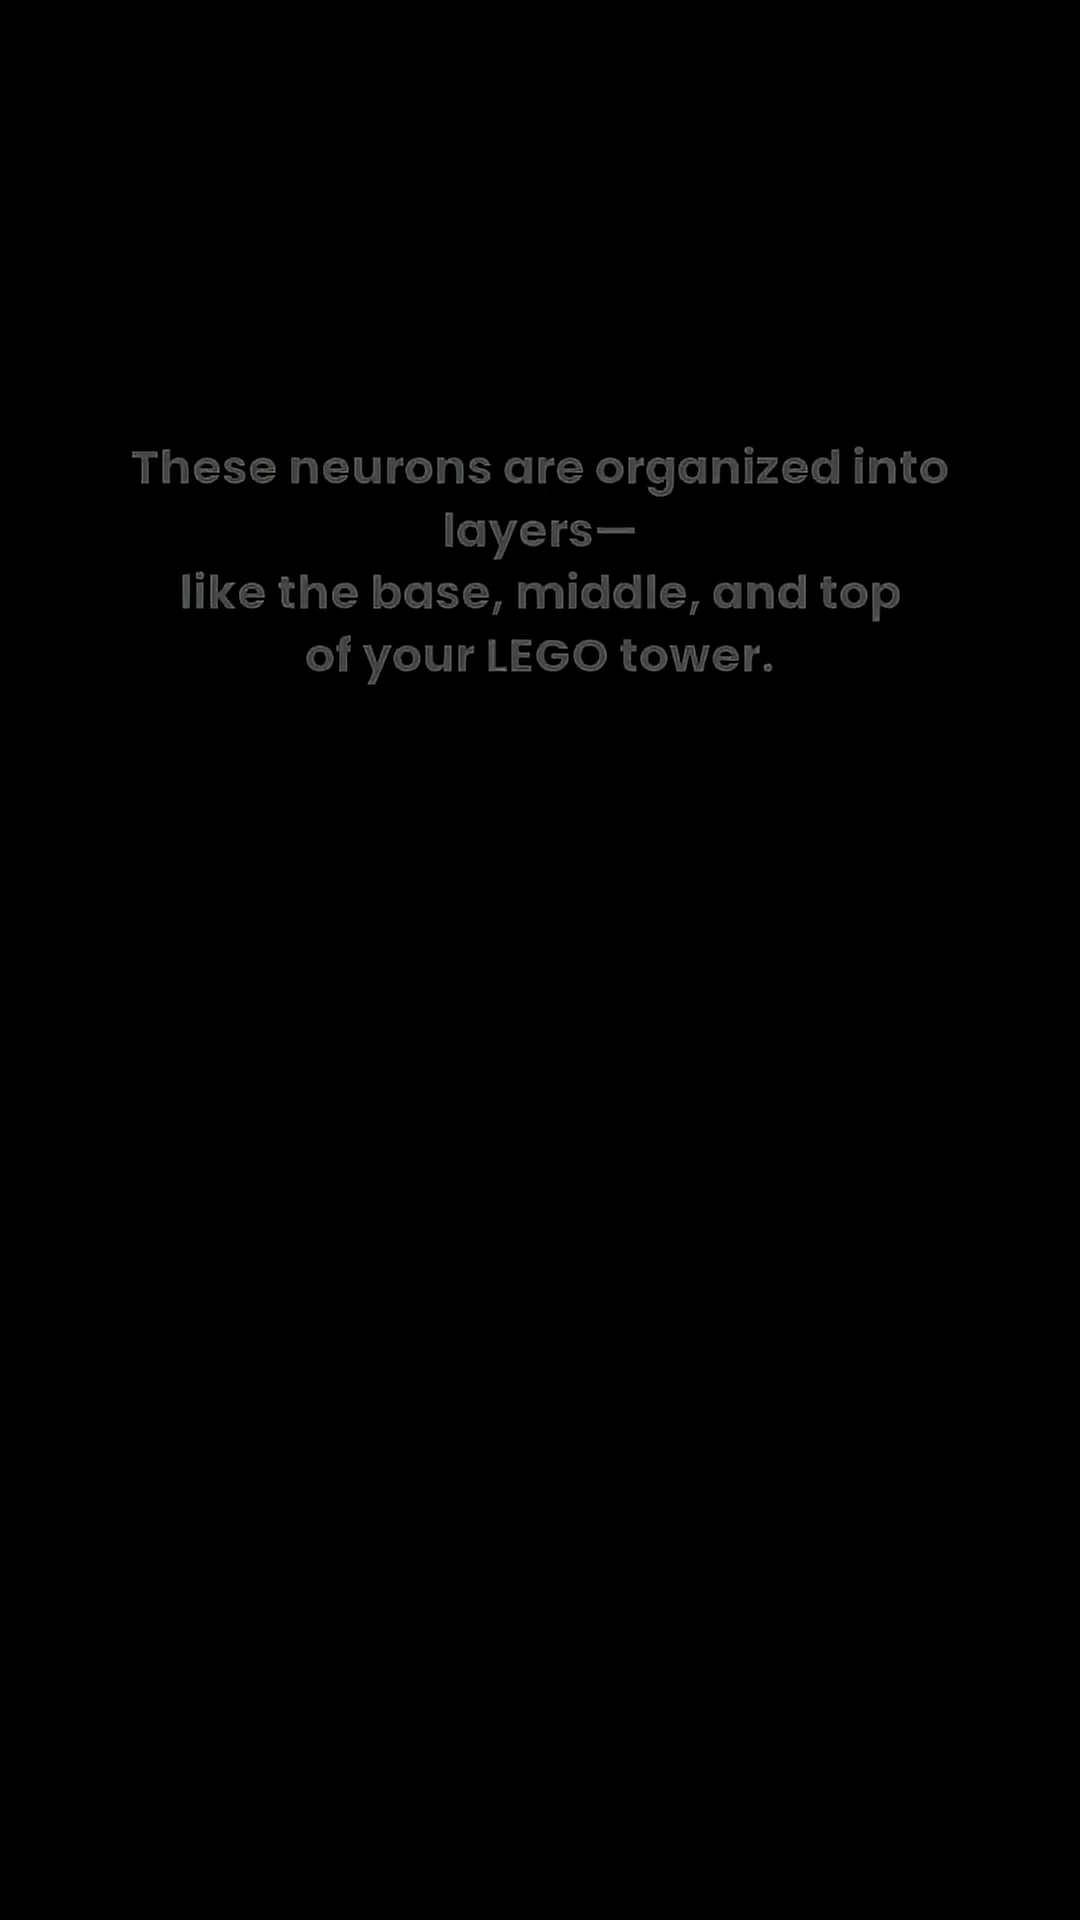 These neurons are organized into
layers—
like the base, middle, and top
of your LEGO tower.